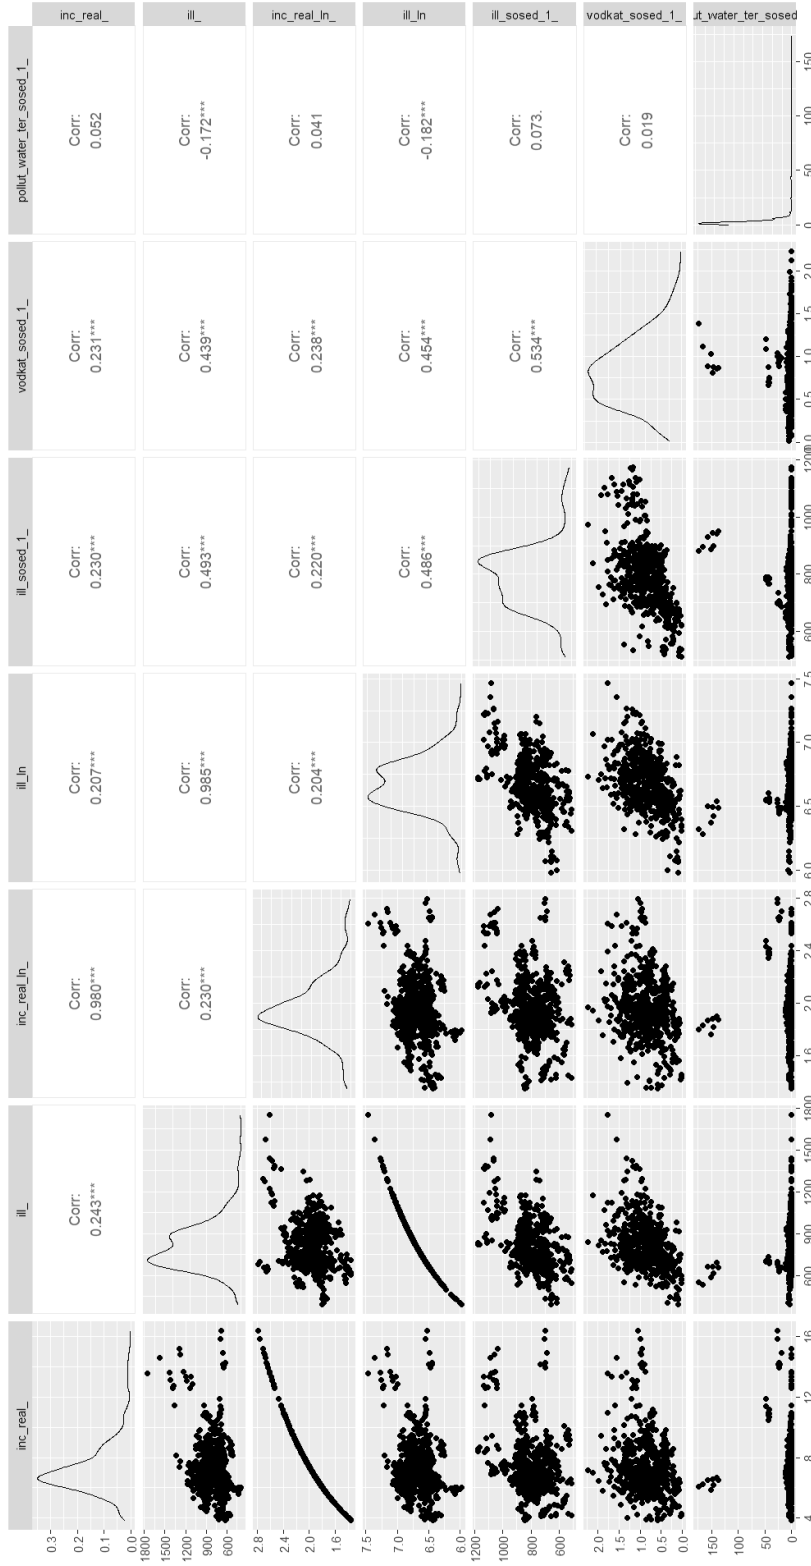 inc_real_
ill_
inc_real_ln_
ill_ln
ill_sosed_1_
vodkat_sosed_1_
pollut_water_ter_sosed_1_
0.3
0.2
0.1
0.0
Corr:
0.243***
Corr:
0.980***
Corr:
0.207***
Corr:
0.230***
Corr:
0.231***
Corr:
0.052
inc_real_
1800
1500
1200
900
600
Corr:
0.230***
Corr:
0.985***
Corr:
0.493***
Corr:
0.439***
Corr:
-0.172***
ill_
2.8
2.4
2.0
1.6
Corr:
0.204***
Corr:
0.220***
Corr:
0.238***
Corr:
0.041
inc_real_ln_
7.5
7.0
6.5
6.0
Corr:
0.486***
Corr:
0.454***
Corr:
-0.182***
ill_ln
1200
1000
800
600
Corr:
0.534***
Corr:
0.073.
ill_sosed_1_
2.0
1.5
1.0
0.5
0.0
Corr:
0.019
vodkat_sosed_1_
150
100
50
0
ut_water_ter_sosed
4 8 12 16
600 900 1200 1500 1800
1.6 2.0 2.4 2.8
6.0 6.5 7.0 7.5
600 800 1000 1200
0.0 0.5 1.0 1.5 2.0
0 50 100 150